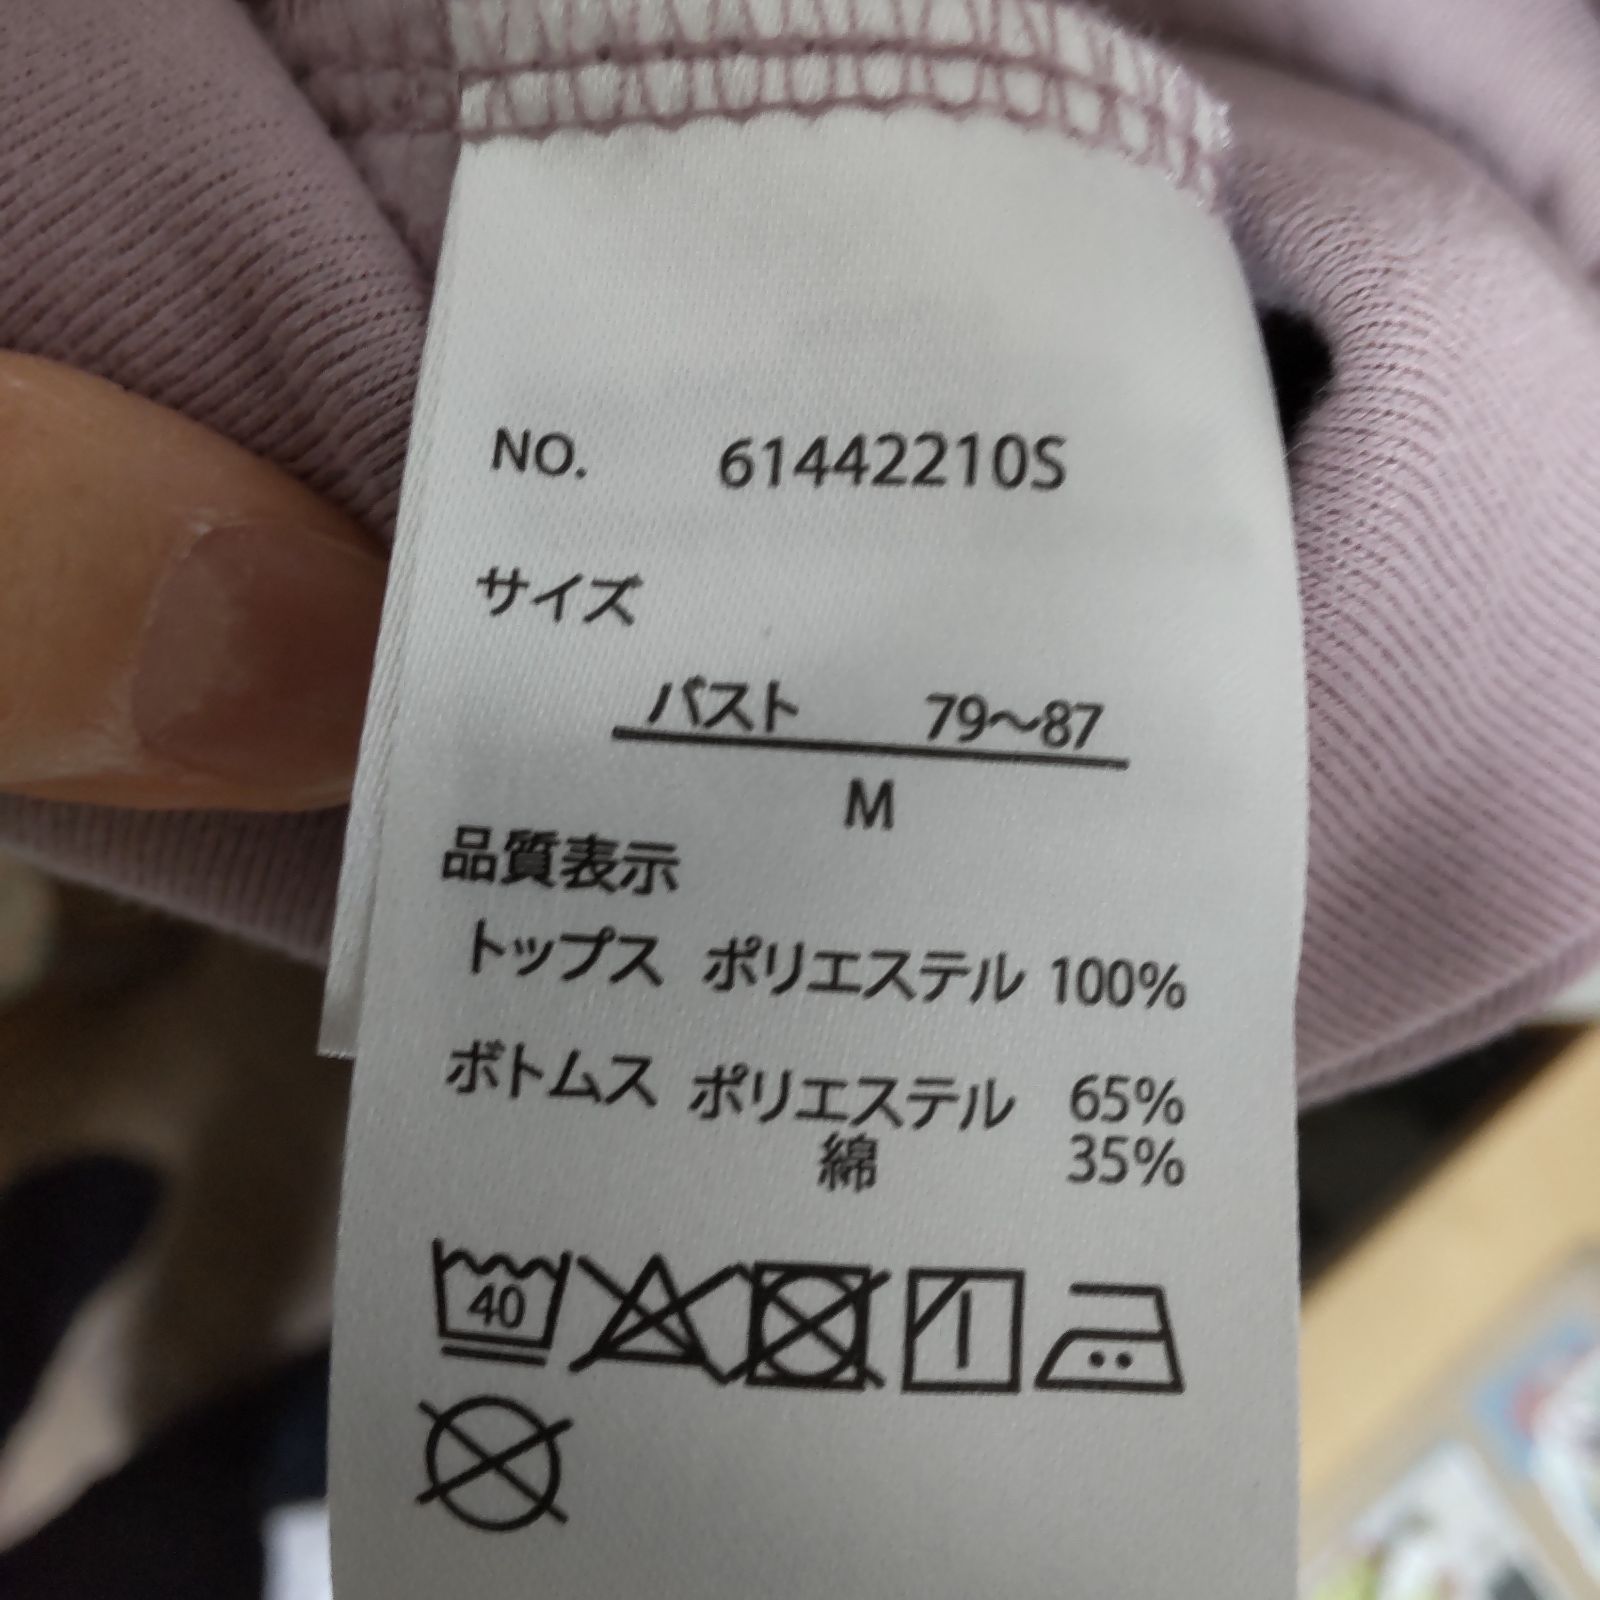 NO. 61442210S
サイズ
バスト 79〜87
M
品質表示
トップス ポリエステル 100%
ボトムス ポリエステル 65%
綿 35%
40